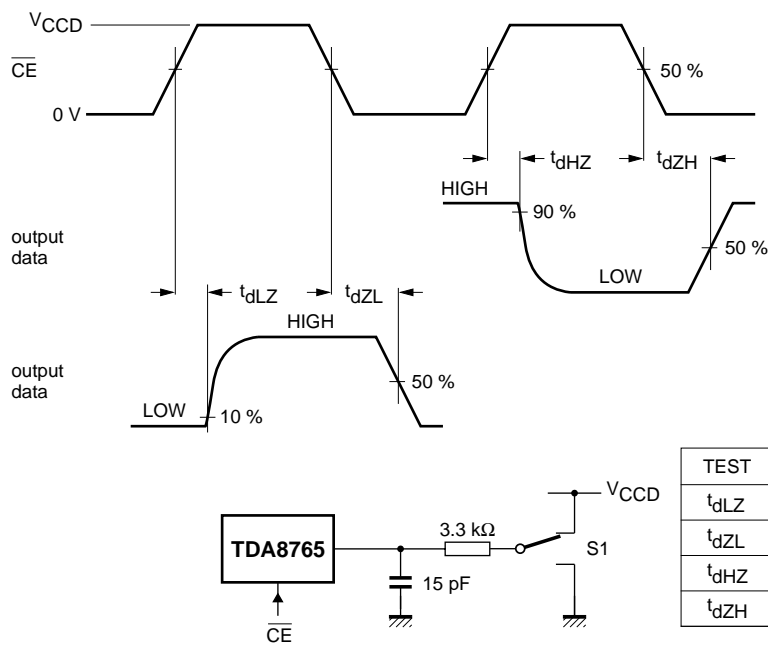 VCCD
CE
50 %
0 V
tdHZ
tdZH
HIGH
90 %
output
data
50 %
LOW
tdLZ
tdZL
HIGH
output
data
50 %
LOW
10 %
VCCD
TEST
tdLZ
tdZL
tdHZ
tdZH
3.3 kΩ
S1
TDA8765
15 pF
CE